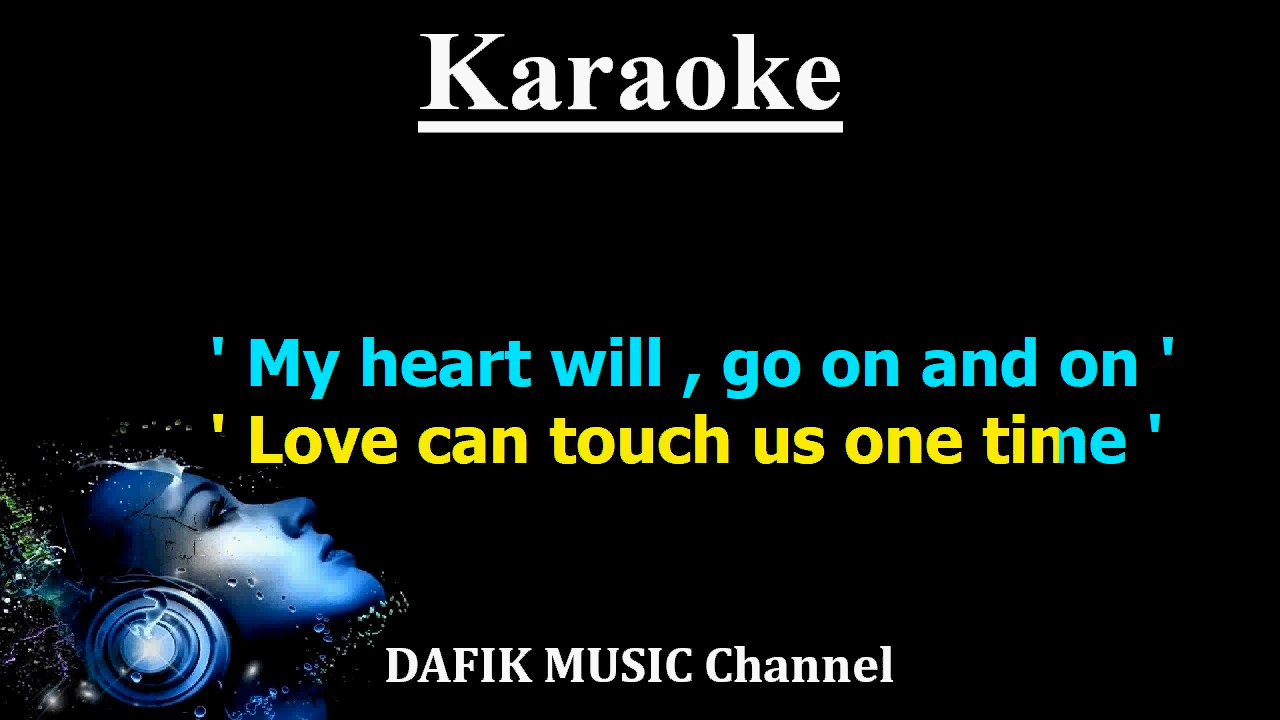 Karaoke
' My heart will , go on and on '
' Love can touch us one time '
DAFIK MUSIC Channel